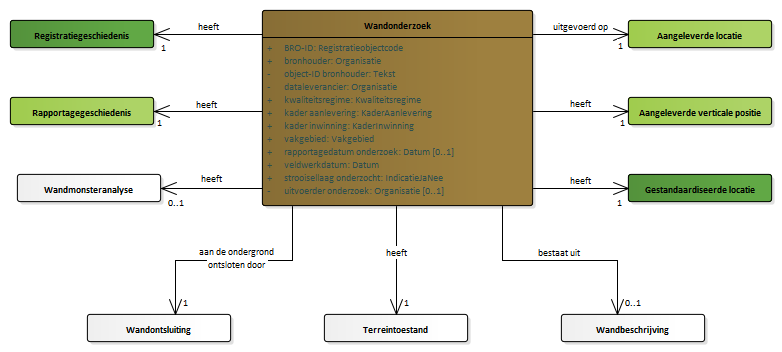 Wandonderzoek
+ BRO-ID: Registratieobjectcode
+ bronhouder: Organisatie
- object-ID bronhouder: Tekst
- dataleverancier: Organisatie
+ kwaliteitsregime: Kwaliteitsregime
+ kader aanlevering: KaderAanlevering
+ kader inwinning: KaderInwinning
+ vakgebied: Vakgebied
+ rapportagedatum onderzoek: Datum [0..1]
+ veldwerkdatum: Datum
+ strooisellaag onderzocht: IndicatieJaNee
- uitvoerder onderzoek: Organisatie [0..1]
Registratiegeschiedenis
heeft
1
Rapportagegeschiedenis
heeft
1
Wandmonsteranalyse
heeft
0..1
uitgevoerd op
1
Aangeleverde locatie
heeft
1
Aangeleverde verticale positie
heeft
1
Gestandaardiseerde locatie
aan de ondergrond
ontsloten door
1
Wandontsluiting
heeft
1
Terreintoestand
bestaat uit
0..1
Wandbeschrijving